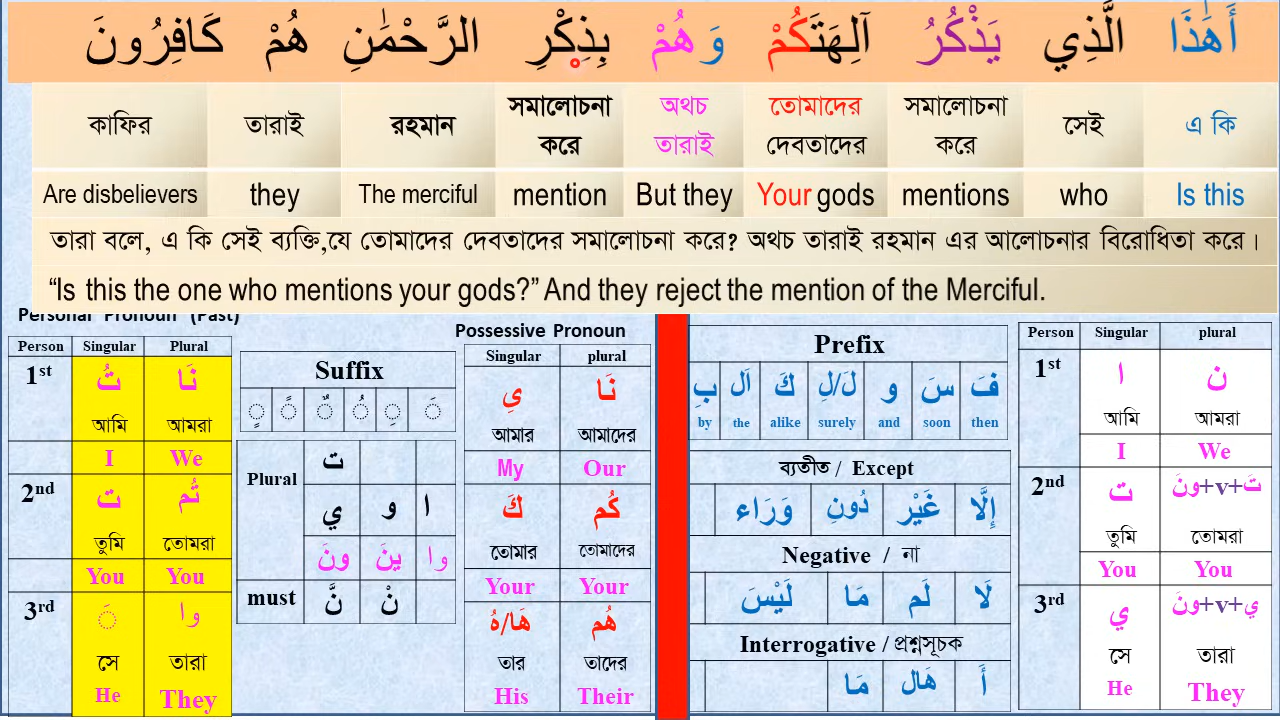 أَهَٰذَا الَّذِي يَذْكُرُ آلِهَتَكُمْ وَهُمْ بِذِكْرِ الرَّحْمَٰنِ هُمْ كَافِرُونَ
কাফির তারাই রহমান সমালোচনা করে অথচ তারাই তোমাদের দেবতাদের সমালোচনা করে সেই এ কি
Are disbelievers they The merciful mention But they Your gods mentions who Is this
তারা বলে, এ কি সেই ব্যক্তি,যে তোমাদের দেবতাদের সমালোচনা করে? অথচ তারাই রহমান এর আলোচনার বিরোধিতা করে।
“Is this the one who mentions your gods?” And they reject the mention of the Merciful.
Personal Pronoun (Past)
Person Singular Plural
1st تُ نَا
আমি আমরা
I We
2nd ت تُم
তুমি তোমরা
You You
3rd َ وا
সে তারা
He They
Suffix
ٍ ً ٌ ُ ِ َ
Plural ت
ي و ا
ونَ ينَ وا
must نَّ نْ
Possessive Pronoun
Singular plural
يِ نَا
আমার আমাদের
My Our
كَ كُم
তোমার তোমাদের
Your Your
هَا/هُ هُم
তার তাদের
His Their
Prefix
بِ اَل كَ لَ/لِ و سَ فَ
by the alike surely and soon then
ব্যতীত / Except
وَرَاء دُونِ غَيْر إِلَّا
Negative / না
لَيْسَ مَا لَم لَا
Interrogative / প্রশ্নসূচক
مَا هَال أَ
Person Singular plural
1st ا ن
আমি আমরা
I We
2nd ت تَ+v+ونَ
তুমি তোমরা
You You
3rd ي ي+v+ونَ
সে তারা
He They